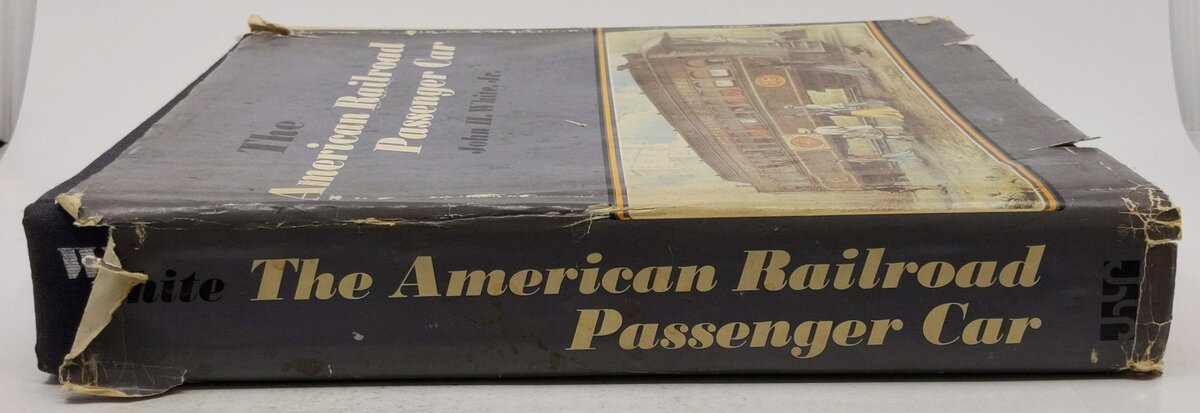 The
American Railroad
Passenger Car
John H. White, Jr.
White
The American Railroad
Passenger Car